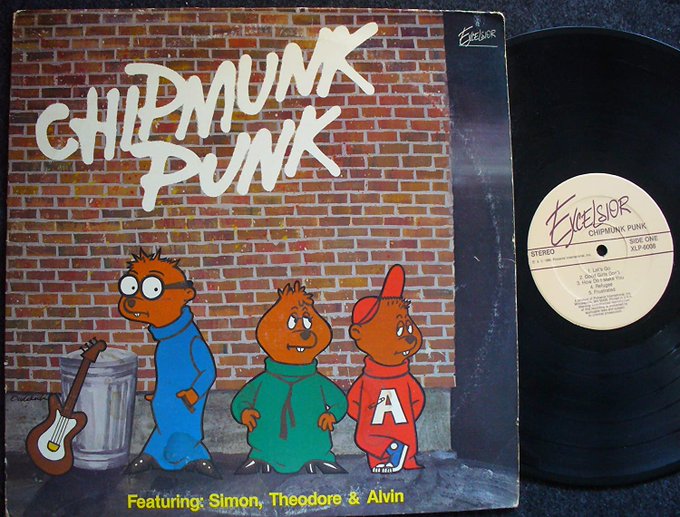 CHIPMUNK
PUNK
EXCELSIOR
A
Featuring: Simon, Theodore & Alvin
EXCELSIOR
CHIPMUNK PUNK
STEREO
SIDE ONE
XLP-6008
1. Let's Go
2. Good Girls Don't
3. How Do I Make You
4. Refugee
5. Frustrated